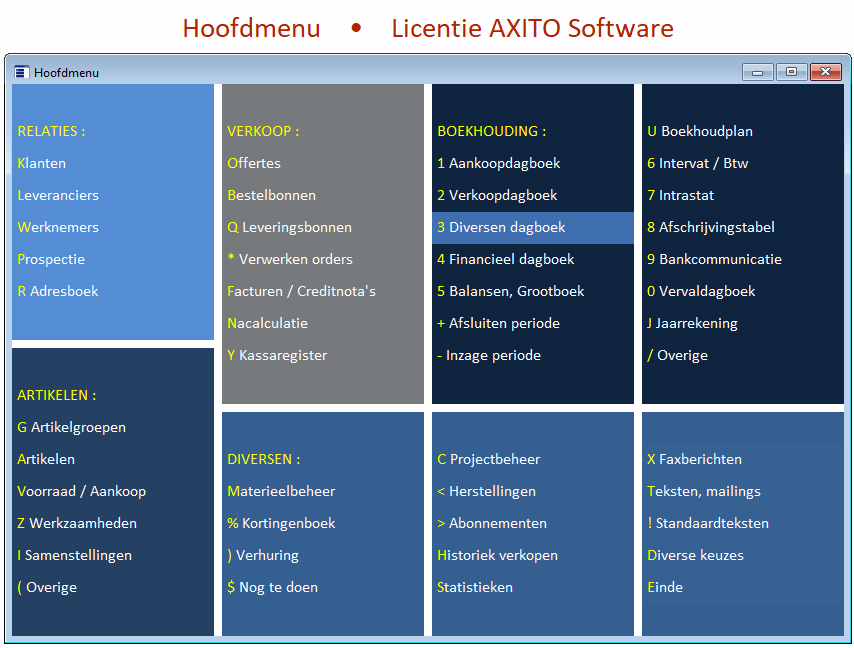 Hoofdmenu • Licentie AXITO Software
Hoofdmenu
RELATIES :
Klanten
Leveranciers
Werknemers
Prospectie
R Adresboek
ARTIKELEN :
G Artikelgroepen
Artikelen
Voorraad / Aankoop
Z Werkzaamheden
I Samenstellingen
( Overige
VERKOOP :
Offertes
Bestelbonnen
Q Leveringsbonnen
* Verwerken orders
Facturen / Creditnota's
Nacalculatie
Y Kassaregister
DIVERSEN :
Materieelbeheer
% Kortingenboek
) Verhuring
$ Nog te doen
BOEKHOUDING :
1 Aankoopdagboek
2 Verkoopdagboek
3 Diversen dagboek
4 Financieel dagboek
5 Balansen, Grootboek
+ Afsluiten periode
- Inzage periode
C Projectbeheer
< Herstellingen
> Abonnementen
Historiek verkopen
Statistieken
U Boekhoudplan
6 Intervat / Btw
7 Intrastat
8 Afschrijvingstabel
9 Bankcommunicatie
0 Vervaldagboek
J Jaarrekening
/ Overige
X Faxberichten
Teksten, mailings
! Standaardteksten
Diverse keuzes
Einde